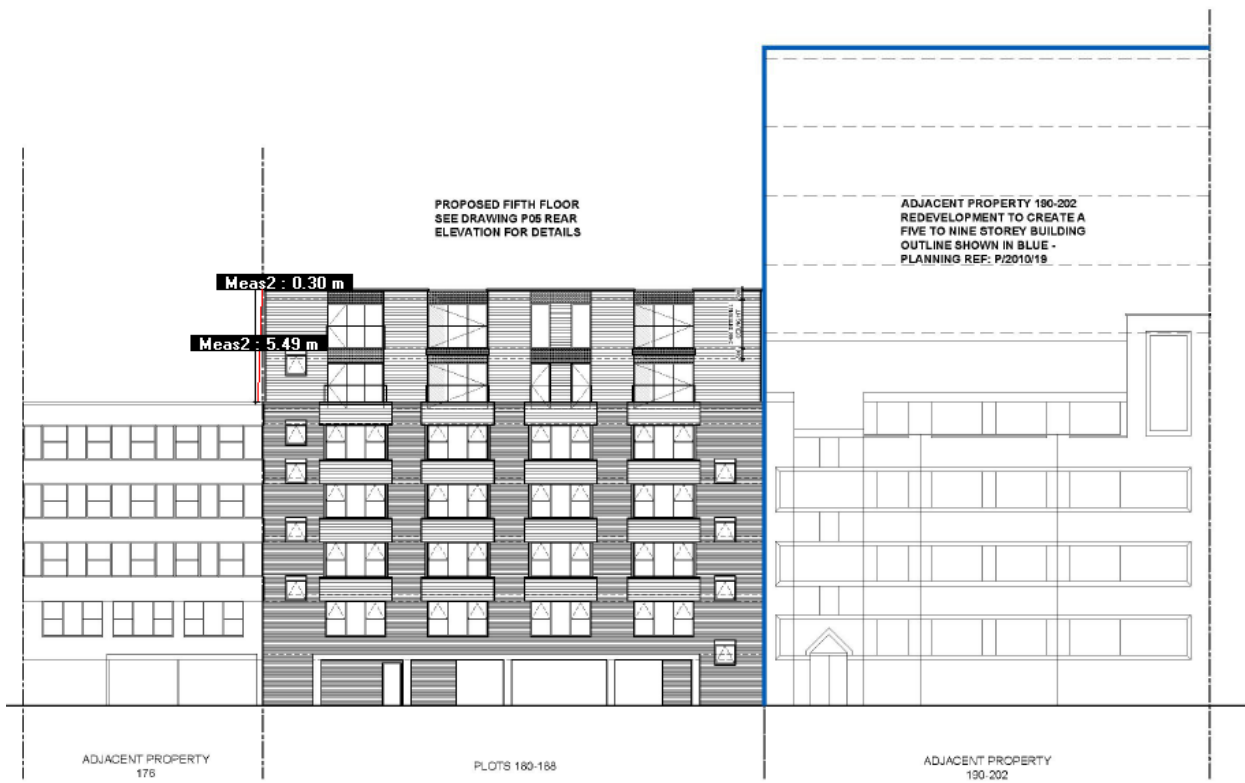 PROPOSED FIFTH FLOOR
SEE DRAWING P05 REAR
ELEVATION FOR DETAILS
ADJACENT PROPERTY 190-202
REDEVELOPMENT TO CREATE A
FIVE TO NINE STOREY BUILDING
OUTLINE SHOWN IN BLUE -
PLANNING REF: P/2010/19
Meas2 : 0.30 m
Meas2 : 5.49 m
ADJACENT PROPERTY
176
PLOTS 180-188
ADJACENT PROPERTY
190-202